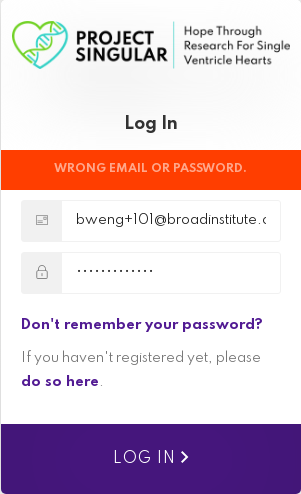 PROJECT
SINGULAR
Hope Through
Research For Single
Ventricle Hearts
Log In
WRONG EMAIL OR PASSWORD.
bweng+101@broadinstitute.c
•••••••••••••
Don't remember your password?
If you haven't registered yet, please
do so here.
LOG IN >